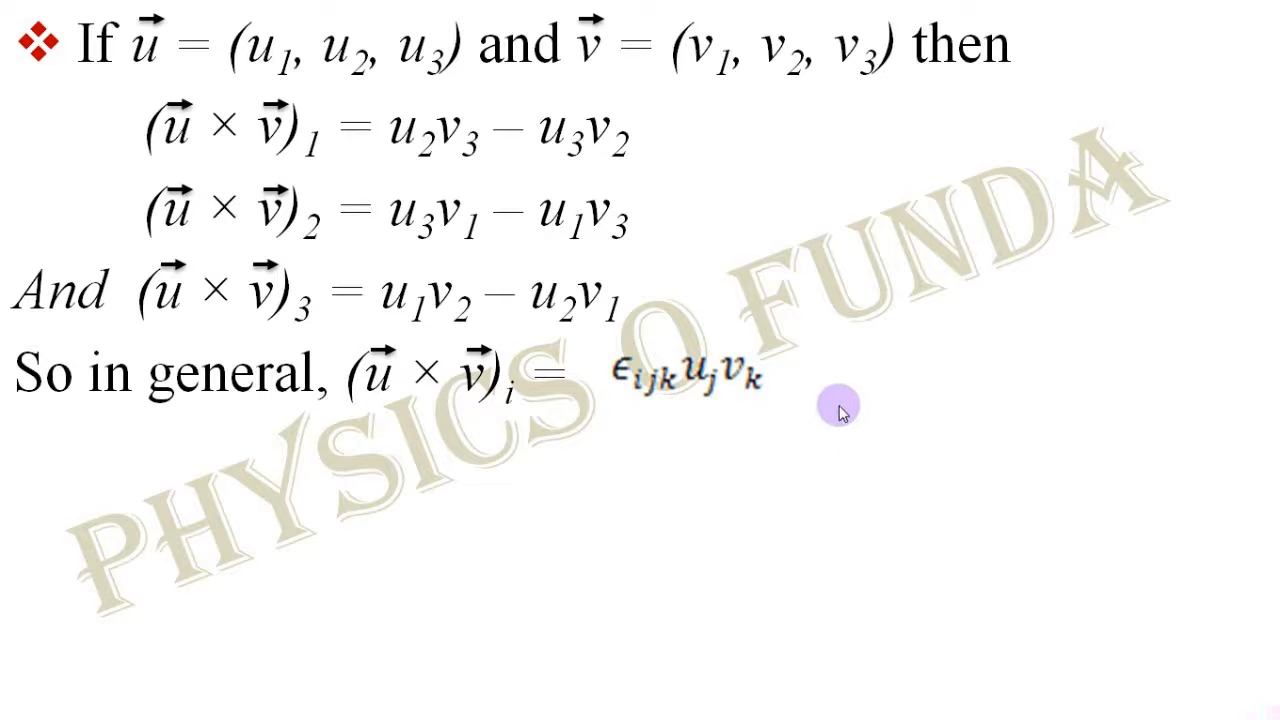 ❖ If u⃗ = (u₁, u₂, u₃) and v⃗ = (v₁, v₂, v₃) then
(u⃗ × v⃗)₁ = u₂v₃ – u₃v₂
(u⃗ × v⃗)₂ = u₃v₁ – u₁v₃
And (u⃗ × v⃗)₃ = u₁v₂ – u₂v₁
So in general, (u⃗ × v⃗)ᵢ = ϵᵢⱼₖuⱼvₖ
PHYSICS O FUNDA